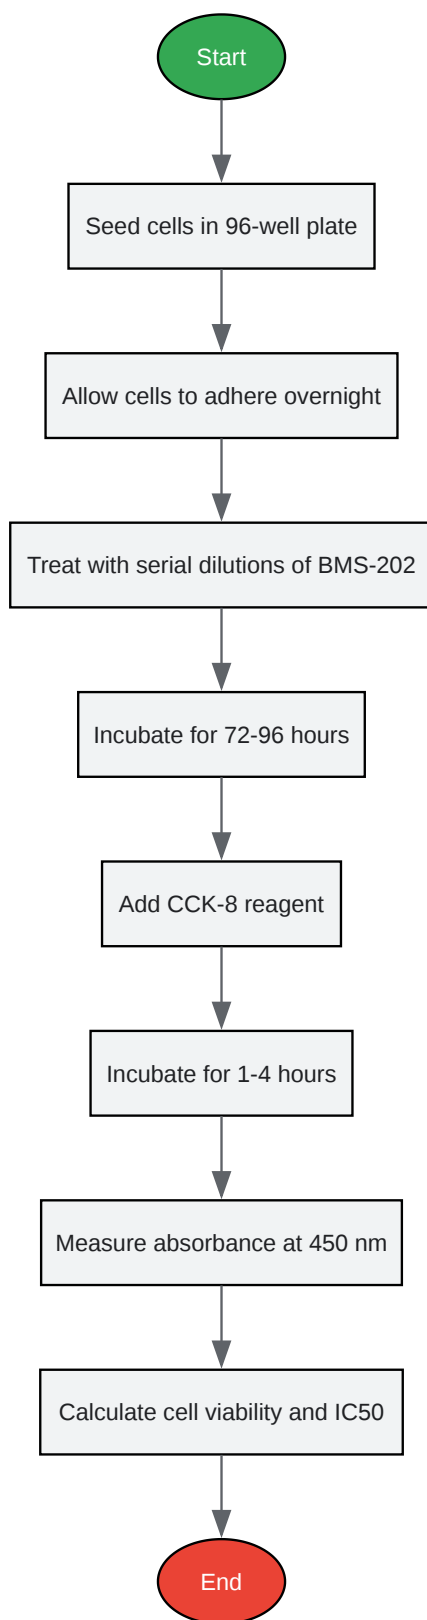 Start
Seed cells in 96-well plate
Allow cells to adhere overnight
Treat with serial dilutions of BMS-202
Incubate for 72-96 hours
Add CCK-8 reagent
Incubate for 1-4 hours
Measure absorbance at 450 nm
Calculate cell viability and IC50
End